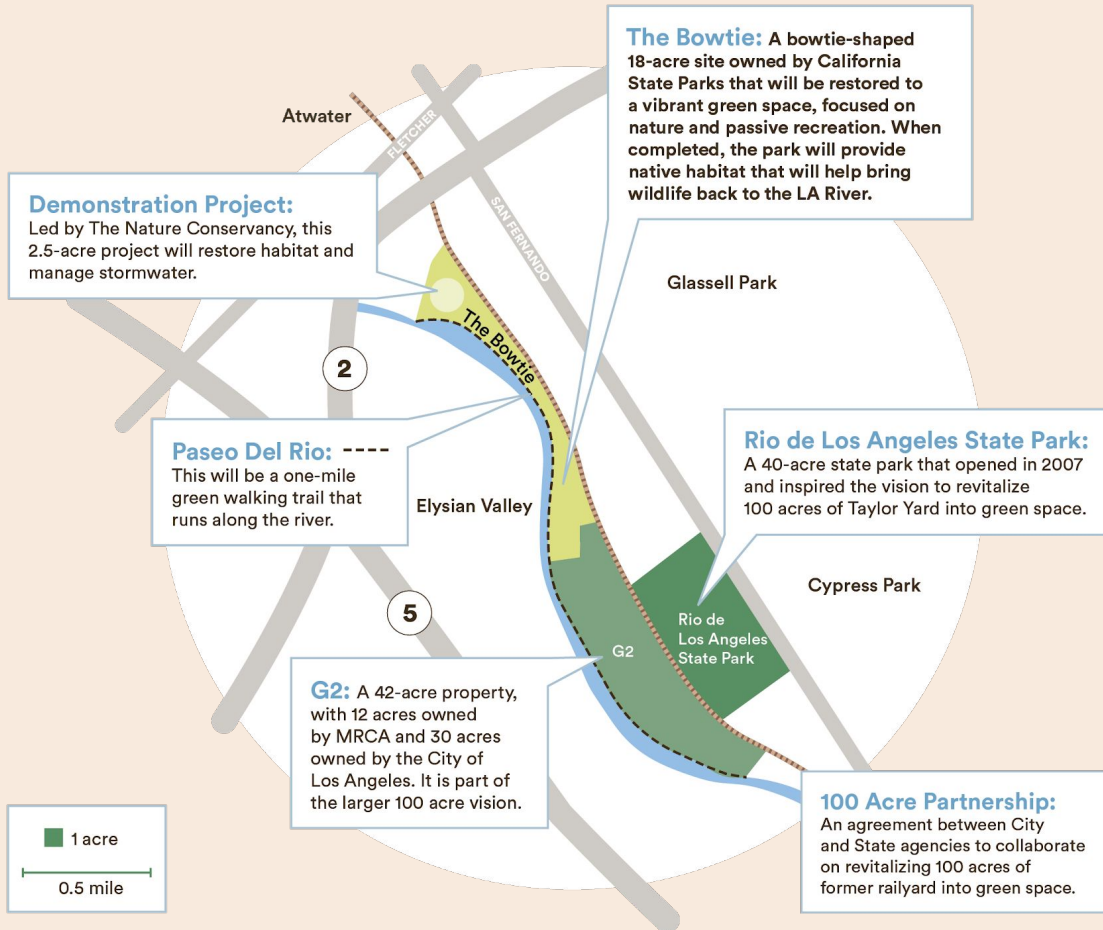 The Bowtie: A bowtie-shaped
18-acre site owned by California
State Parks that will be restored to
a vibrant green space, focused on
nature and passive recreation. When
completed, the park will provide
native habitat that will help bring
wildlife back to the LA River.
Atwater
FLETCHER
SAN FERNANDO
Demonstration Project:
Led by The Nature Conservancy, this
2.5-acre project will restore habitat and
manage stormwater.
Glassell Park
The Bowtie
2
Paseo Del Rio: ----
This will be a one-mile
green walking trail that
runs along the river.
Elysian Valley
Rio de Los Angeles State Park:
A 40-acre state park that opened in 2007
and inspired the vision to revitalize
100 acres of Taylor Yard into green space.
Cypress Park
5
Rio de
Los Angeles
State Park
G2
G2: A 42-acre property,
with 12 acres owned
by MRCA and 30 acres
owned by the City of
Los Angeles. It is part of
the larger 100 acre vision.
100 Acre Partnership:
An agreement between City
and State agencies to collaborate
on revitalizing 100 acres of
former railyard into green space.
1 acre
0.5 mile